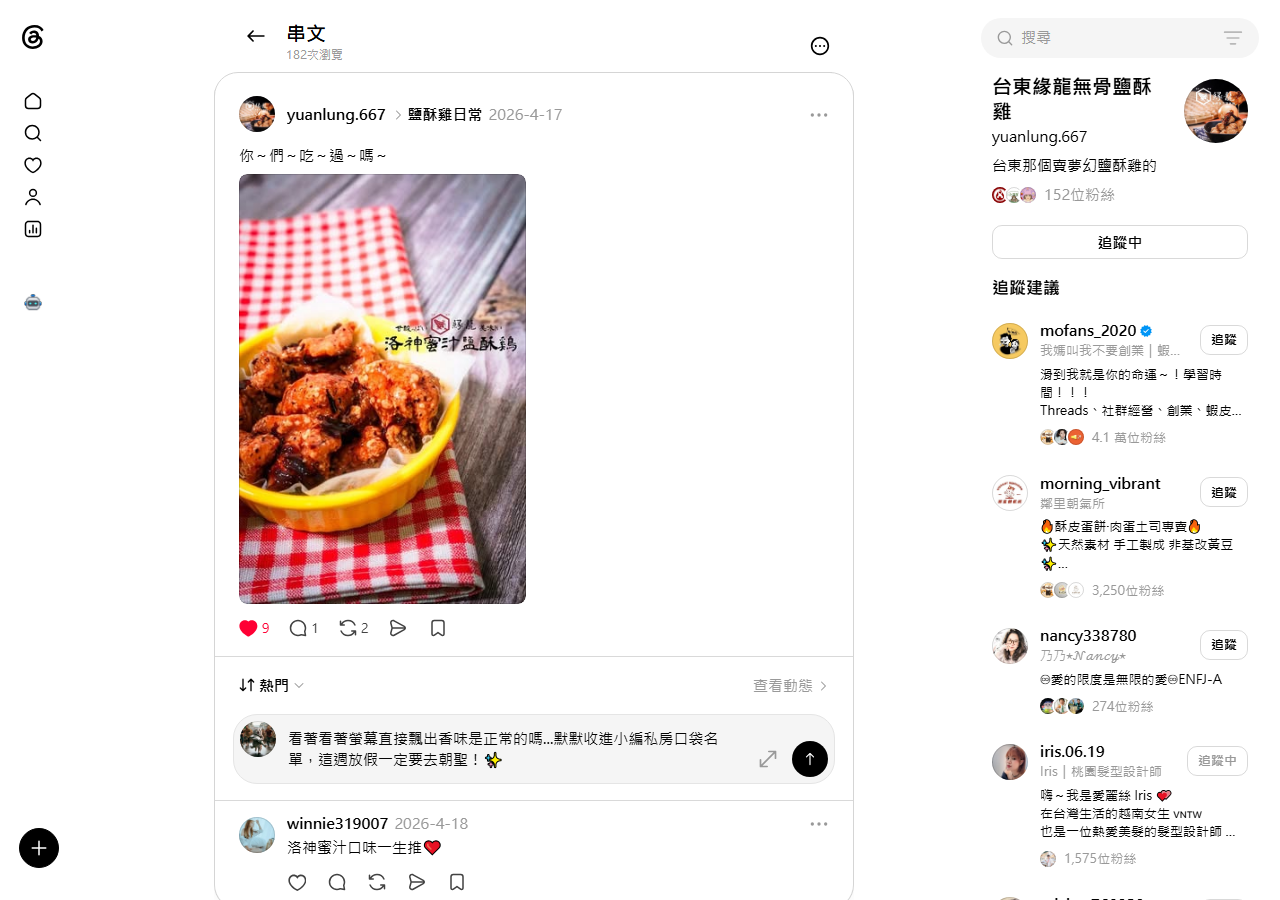 串文
182次瀏覽
yuanlung.667 鹽酥雞日常 2026-4-17
你～們～吃～過～嗎～
緣龍
洛神蜜汁鹽酥鷄
9 1 2
熱門
查看動態
看著看著螢幕直接飄出香味是正常的嗎...默默收進小編私房口袋名
單，這週放假一定要去朝聖！✨
winnie319007 2026-4-18
洛神蜜汁口味一生推❤️
搜尋
台東緣龍無骨鹽酥
雞
yuanlung.667
台東那個賣夢幻鹽酥雞的
152位粉絲
追蹤中
追蹤建議
mofans_2020
追蹤
我媽叫我不要創業｜蝦...
滑到我就是你的命運～！學習時
間！！！
Threads、社群經營、創業、蝦皮...
4.1 萬位粉絲
morning_vibrant
追蹤
鄰里朝氣所
🔥酥皮蛋餅·肉蛋土司專賣🔥
✨天然素材 手工製成 非基改黃豆
✨...
3,250位粉絲
nancy338780
追蹤
乃乃⋆𝓝𝓪𝓷𝓬𝔂⋆
♾愛的限度是無限的愛♾ENFJ-A
274位粉絲
iris.06.19
追蹤中
Iris｜桃園髮型設計師
嗨～我是愛麗絲 Iris 💕
在台灣生活的越南女生 ᴠɴᴛᴡ
也是一位熱愛美髮的髮型設計師 ...
1,575位粉絲